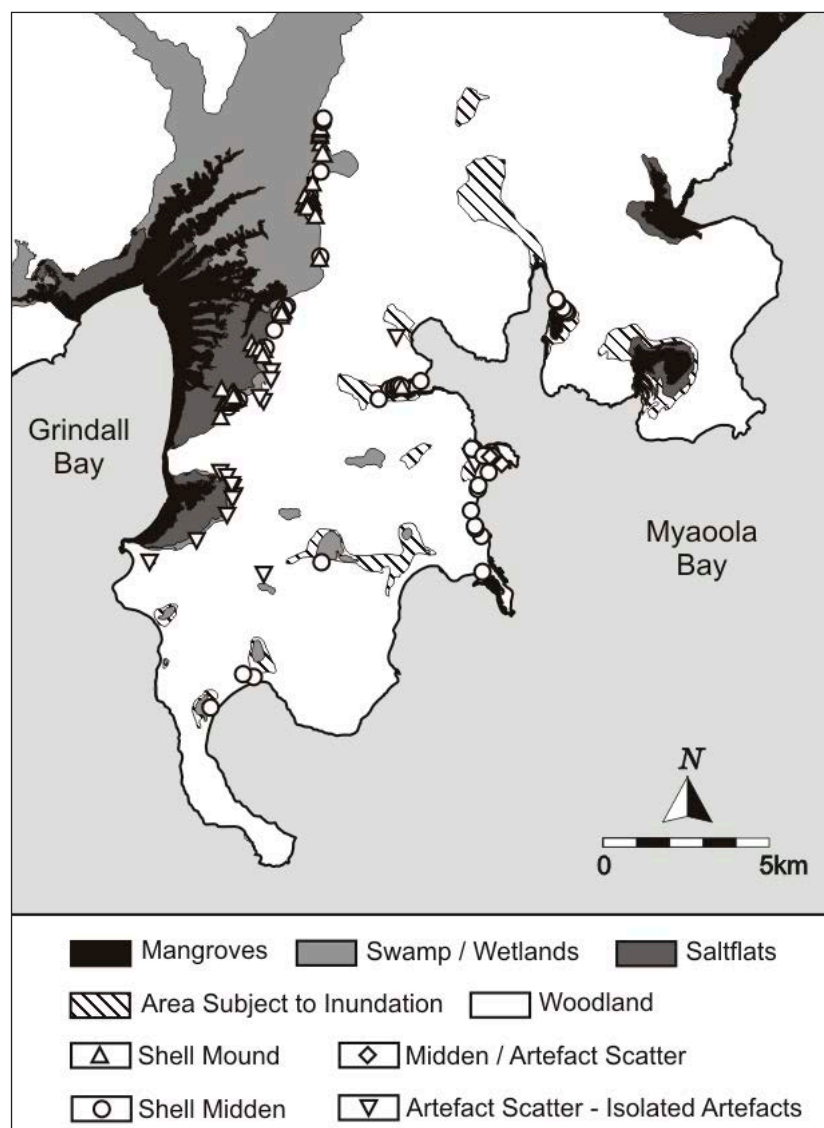 Grindall
Bay
Myaoola
Bay
N
0 5km
Mangroves Swamp / Wetlands Saltflats
Area Subject to Inundation Woodland
Shell Mound Midden / Artefact Scatter
Shell Midden Artefact Scatter - Isolated Artefacts